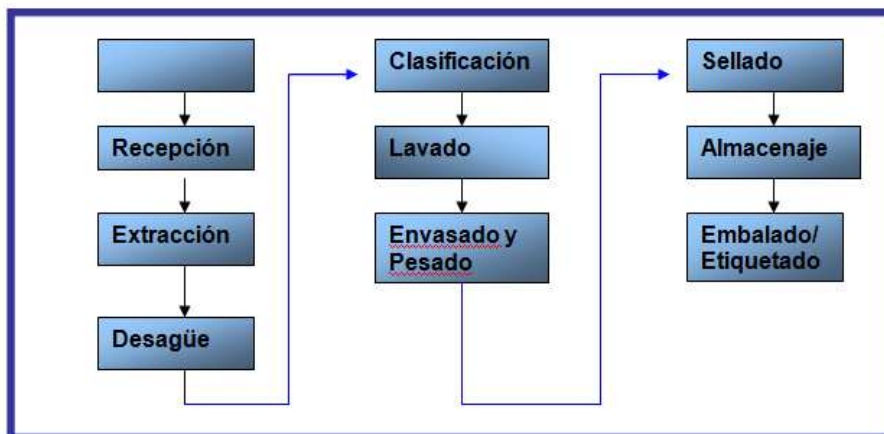 Recepción
Extracción
Desagüe
Clasificación
Lavado
Envasado y
Pesado
Sellado
Almacenaje
Embalado/
Etiquetado